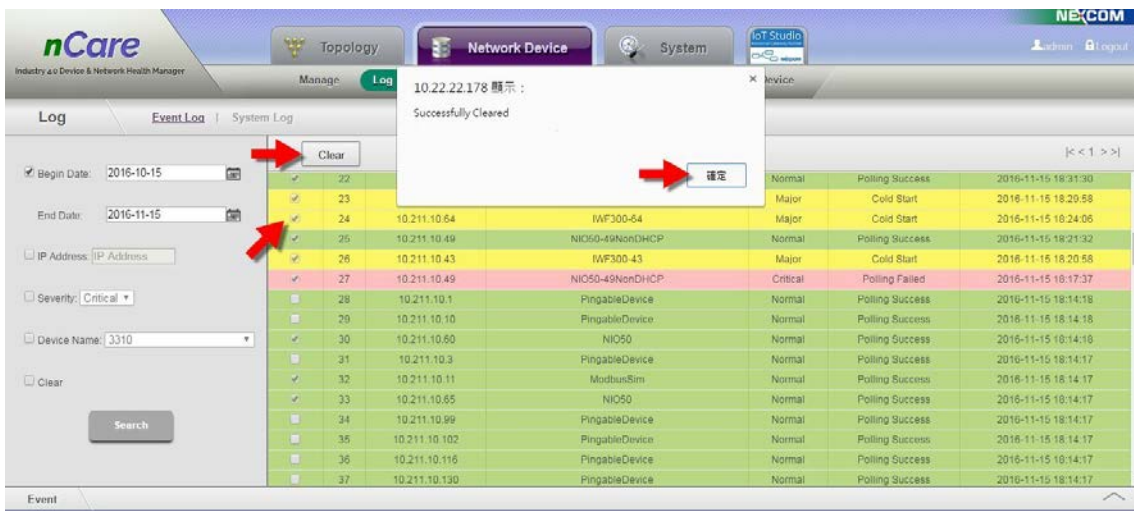 NEXCOM
nCare
Industry 4.0 Device & Network Health Manager
Topology Network Device System IoT Studio
admin Logout
Manage Log Device
10.22.22.178 顯示：
Successfully Cleared
確定
Log Event Log | System Log
Clear |< < 1 > >|
Begin Date: 2016-10-15
End Date: 2016-11-15
IP Address: IP Address
Severity: Critical
Device Name: 3310
Clear
Search
22 Normal Polling Success 2016-11-15 18:31:30
23 Major Cold Start 2016-11-15 18:29:58
24 10.211.10.64 IWF300-64 Major Cold Start 2016-11-15 18:24:06
25 10.211.10.49 NIO50-49NonDHCP Normal Polling Success 2016-11-15 18:21:32
26 10.211.10.43 IWF300-43 Major Cold Start 2016-11-15 18:20:58
27 10.211.10.49 NIO50-49NonDHCP Critical Polling Failed 2016-11-15 18:17:37
28 10.211.10.1 PingableDevice Normal Polling Success 2016-11-15 18:14:18
29 10.211.10.10 PingableDevice Normal Polling Success 2016-11-15 18:14:18
30 10.211.10.60 NIO50 Normal Polling Success 2016-11-15 18:14:18
31 10.211.10.3 PingableDevice Normal Polling Success 2016-11-15 18:14:17
32 10.211.10.11 ModbusSim Normal Polling Success 2016-11-15 18:14:17
33 10.211.10.65 NIO50 Normal Polling Success 2016-11-15 18:14:17
34 10.211.10.99 PingableDevice Normal Polling Success 2016-11-15 18:14:17
35 10.211.10.102 PingableDevice Normal Polling Success 2016-11-15 18:14:17
36 10.211.10.116 PingableDevice Normal Polling Success 2016-11-15 18:14:17
37 10.211.10.130 PingableDevice Normal Polling Success 2016-11-15 18:14:17
Event